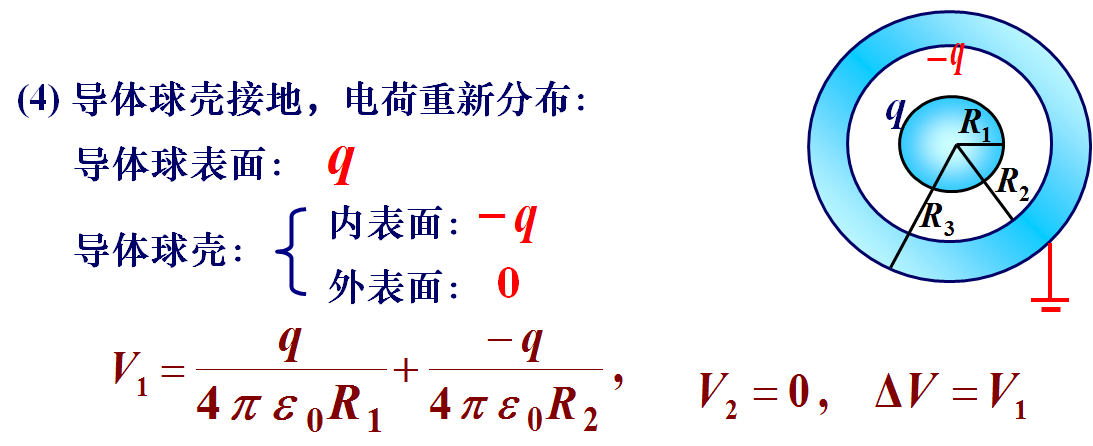 (4) 导体球壳接地，电荷重新分布：
导体球表面： q
导体球壳： { 内表面： −q
外表面： 0
V₁ = q / 4πε₀R₁ + −q / 4πε₀R₂ , V₂ = 0 , ΔV = V₁
−q
q
R₁
R₂
R₃